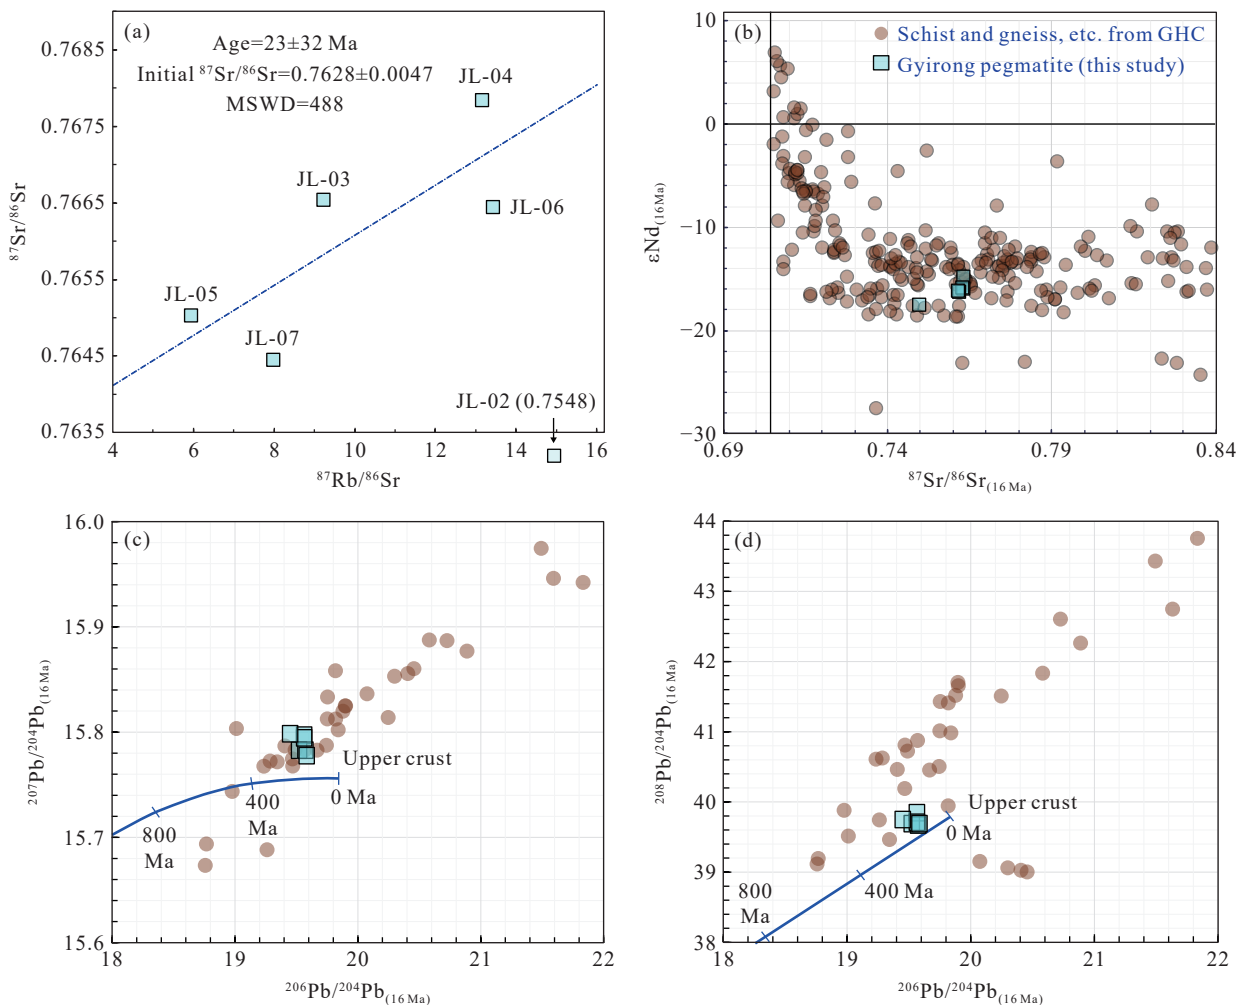 (a)
Age=23±32 Ma
Initial ⁸⁷Sr/⁸⁶Sr=0.7628±0.0047
MSWD=488
JL-04
JL-03
JL-06
JL-05
JL-07
JL-02 (0.7548)
0.7685
0.7675
0.7665
0.7655
0.7645
0.7635
⁸⁷Sr/⁸⁶Sr
4
6
8
10
12
14
16
⁸⁷Rb/⁸⁶Sr
(b)
Schist and gneiss, etc. from GHC
Gyirong pegmatite (this study)
10
0
−10
−20
−30
εNd(16Ma)
0.69
0.74
0.79
0.84
⁸⁷Sr/⁸⁶Sr(16 Ma)
(c)
16.0
15.9
15.8
15.7
15.6
²⁰⁷Pb/²⁰⁴Pb(16 Ma)
Upper crust
0 Ma
400
Ma
800
Ma
18
19
20
21
22
²⁰⁶Pb/²⁰⁴Pb(16 Ma)
(d)
44
43
42
41
40
39
38
²⁰⁸Pb/²⁰⁴Pb(16 Ma)
Upper crust
0 Ma
400 Ma
800
Ma
18
19
20
21
22
²⁰⁶Pb/²⁰⁴Pb(16 Ma)